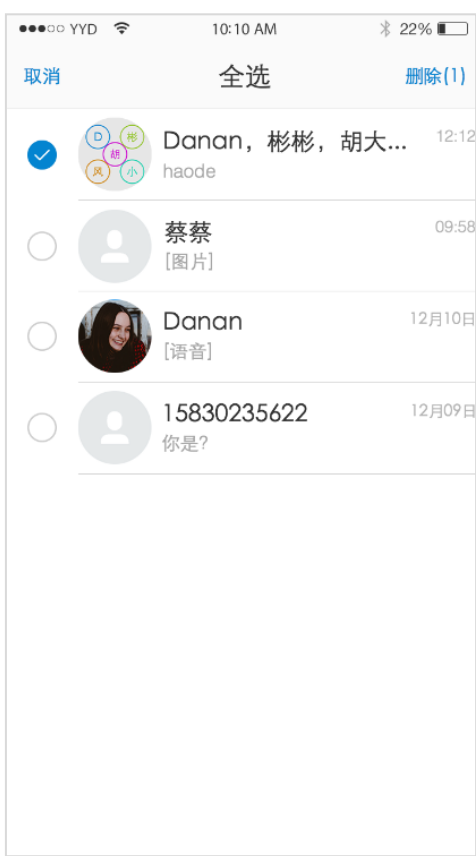 YYD 10:10 AM 22%
取消 全选 删除(1)
D 彬 胡 风 小
Danan，彬彬，胡大... 12:12
haode
蔡蔡 09:58
[图片]
Danan 12月10日
[语音]
15830235622 12月09日
你是?